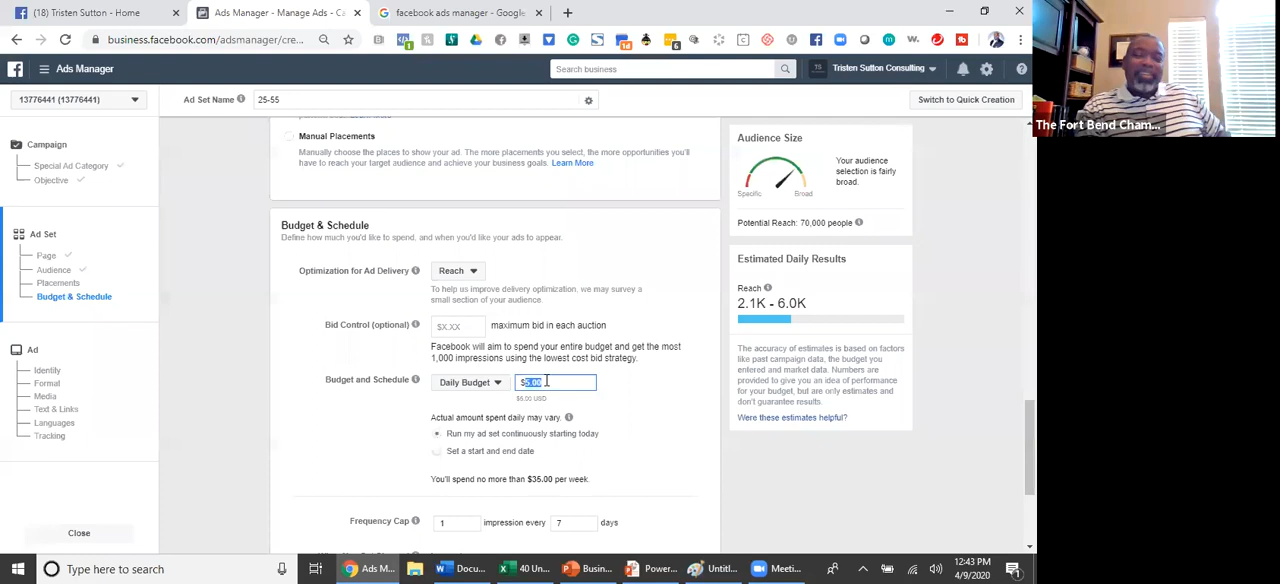 (18) Tristen Sutton - Facebook
Ads Manager - Manage Ads - Ca
facebook ads manager - Google
business.facebook.com/adsmanager/cre...
Ads Manager
Search business
TS
Tristen Sutton Consulting
The Fort Bend Cham...
13776441 (13776441)
Ad Set Name
25-55
Switch to Quick Creation
Campaign
Special Ad Category
Objective
Ad Set
Page
Audience
Placements
Budget & Schedule
Ad
Identity
Format
Media
Text & Links
Languages
Tracking
Close
Manual Placements
Manually choose the places to show your ad. The more placements you select, the more opportunities you'll
have to reach your target audience and achieve your business goals. Learn More
Budget & Schedule
Define how much you'd like to spend, and when you'd like your ads to appear.
Optimization for Ad Delivery
Reach
To help us improve delivery optimization, we may survey a
small section of your audience.
Bid Control (optional)
$X.XX
maximum bid in each auction
Facebook will aim to spend your entire budget and get the most
1,000 impressions using the lowest cost bid strategy.
Budget and Schedule
Daily Budget
$5.00
$5.00 USD
Actual amount spent daily may vary.
Run my ad set continuously starting today
Set a start and end date
You'll spend no more than $35.00 per week.
Frequency Cap
1
impression every
7
days
Audience Size
Your audience
selection is fairly
broad.
Specific
Broad
Potential Reach: 70,000 people
Estimated Daily Results
Reach
2.1K - 6.0K
The accuracy of estimates is based on factors
like past campaign data, the budget you
entered and market data. Numbers are
provided to give you an idea of performance
for your budget, but are only estimates and
don't guarantee results.
Were these estimates helpful?
Type here to search
Ads M...
Docu...
40 Un...
Busin...
Power...
Untitl...
Meeti...
12:43 PM
4/9/2020